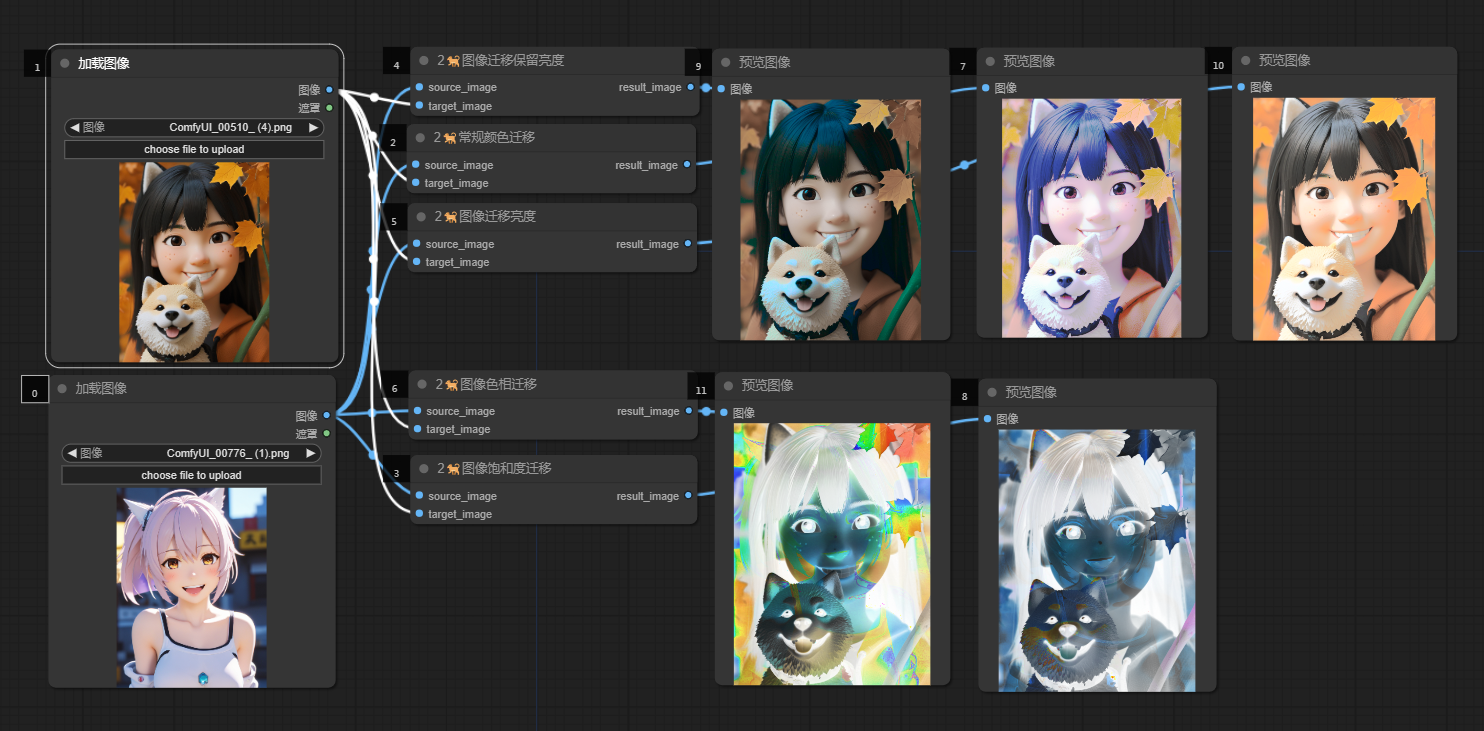 1
加载图像
图像
遮罩
图像 ComfyUI_00510_ (4).png
choose file to upload
4
2🐕图像迁移保留亮度
source_image result_image
target_image
2
2🐕常规颜色迁移
source_image result_image
target_image
5
2🐕图像迁移亮度
source_image result_image
target_image
9
预览图像
图像
7
预览图像
图像
10
预览图像
图像
0
加载图像
图像
遮罩
图像 ComfyUI_00776_ (1).png
choose file to upload
6
2🐕图像色相迁移
source_image result_image
target_image
3
2🐕图像饱和度迁移
source_image result_image
target_image
11
预览图像
图像
8
预览图像
图像